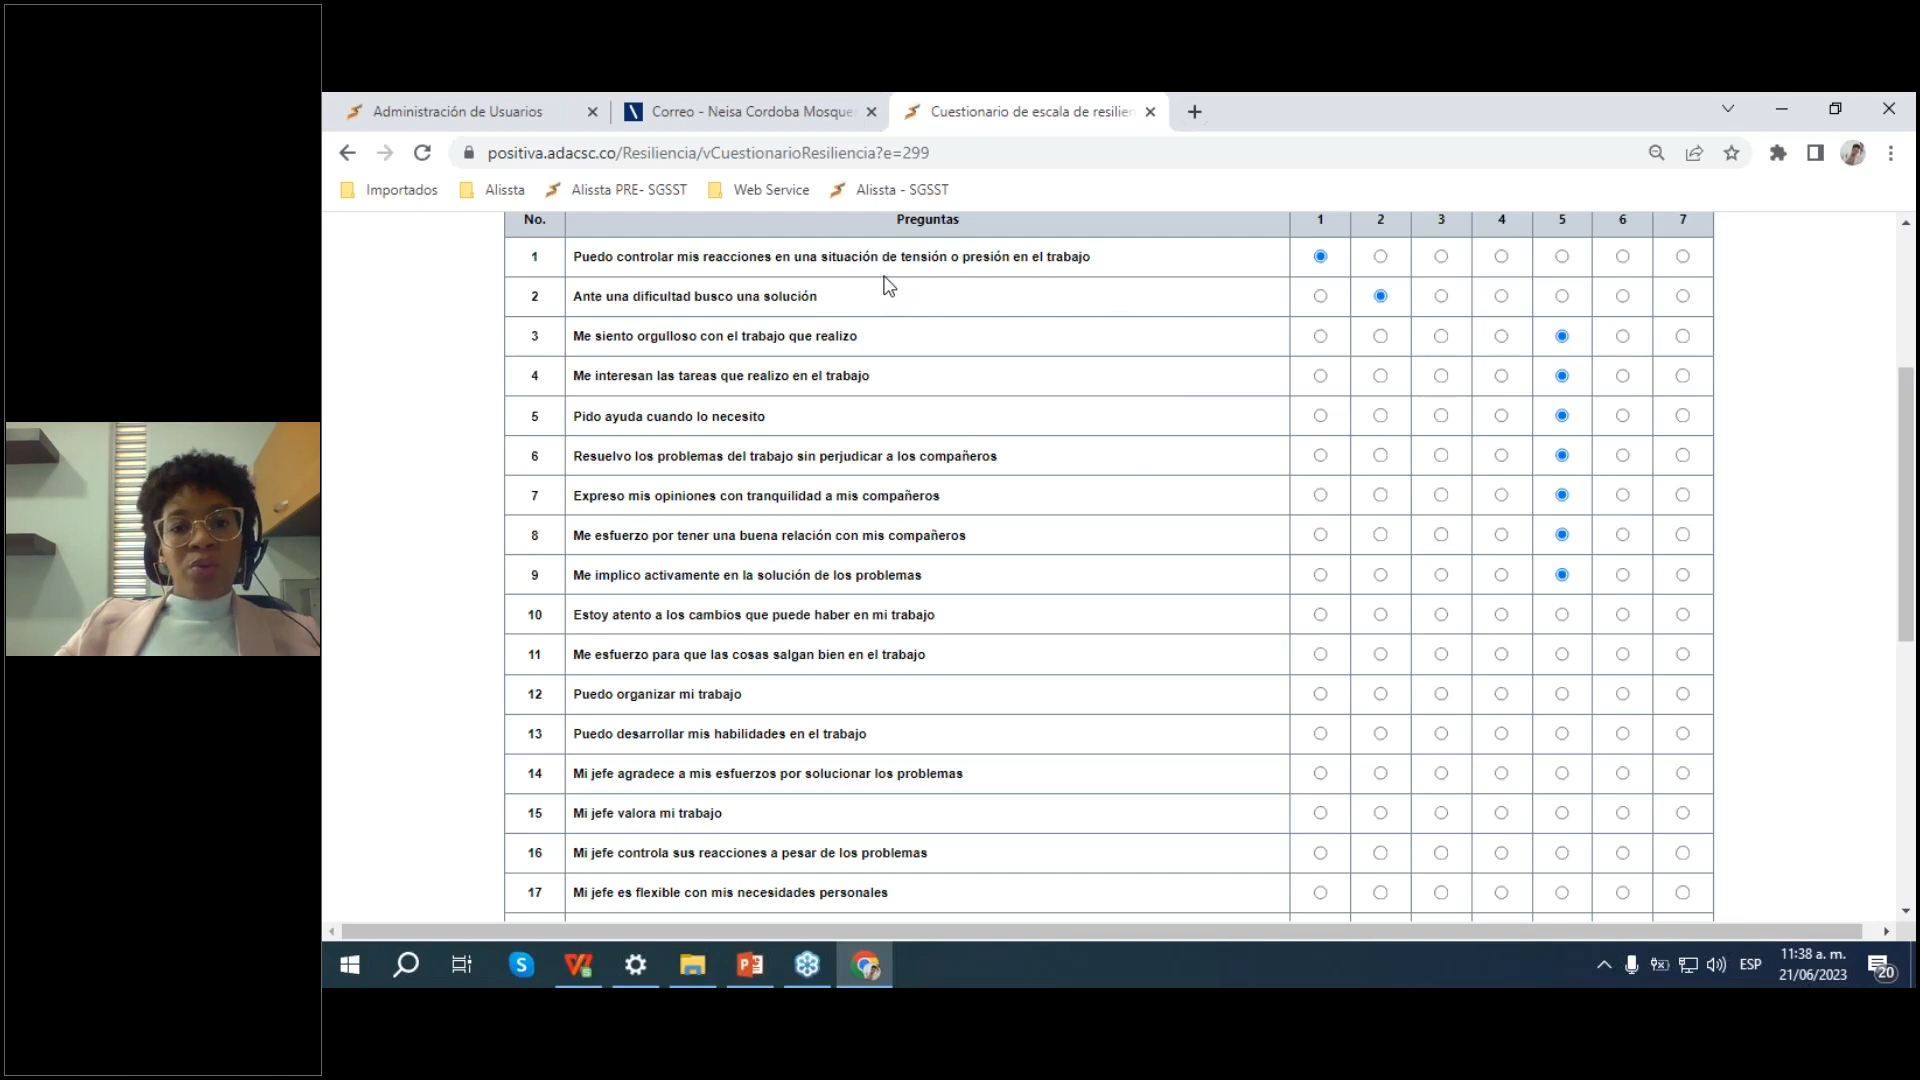 Administración de Usuarios
Correo - Neisa Cordoba Mosque
Cuestionario de escala de resilien
positiva.adacsc.co/Resiliencia/vCuestionarioResiliencia?e=299
Importados
Alissta
Alissta PRE- SGSST
Web Service
Alissta - SGSST
No. Preguntas 1 2 3 4 5 6 7
1 Puedo controlar mis reacciones en una situación de tensión o presión en el trabajo
2 Ante una dificultad busco una solución
3 Me siento orgulloso con el trabajo que realizo
4 Me interesan las tareas que realizo en el trabajo
5 Pido ayuda cuando lo necesito
6 Resuelvo los problemas del trabajo sin perjudicar a los compañeros
7 Expreso mis opiniones con tranquilidad a mis compañeros
8 Me esfuerzo por tener una buena relación con mis compañeros
9 Me implico activamente en la solución de los problemas
10 Estoy atento a los cambios que puede haber en mi trabajo
11 Me esfuerzo para que las cosas salgan bien en el trabajo
12 Puedo organizar mi trabajo
13 Puedo desarrollar mis habilidades en el trabajo
14 Mi jefe agradece a mis esfuerzos por solucionar los problemas
15 Mi jefe valora mi trabajo
16 Mi jefe controla sus reacciones a pesar de los problemas
17 Mi jefe es flexible con mis necesidades personales
ESP
11:38 a. m.
21/06/2023
20